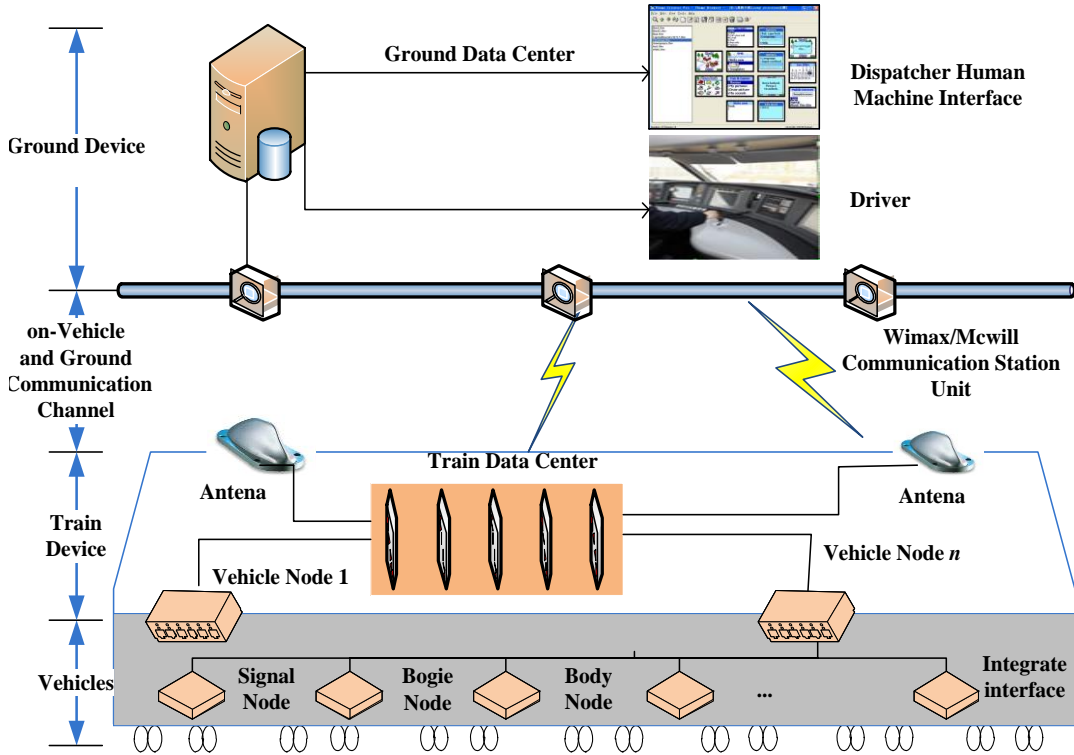 Ground Data Center
Dispatcher Human
Machine Interface
Ground Device
Driver
on-Vehicle
and Ground
Communication
Channel
Wimax/Mcwill
Communication Station
Unit
Train Data Center
Antena
Antena
Train
Device
Vehicle Node 1
Vehicle Node n
Vehicles
Signal
Node
Bogie
Node
Body
Node
...
Integrate
interface